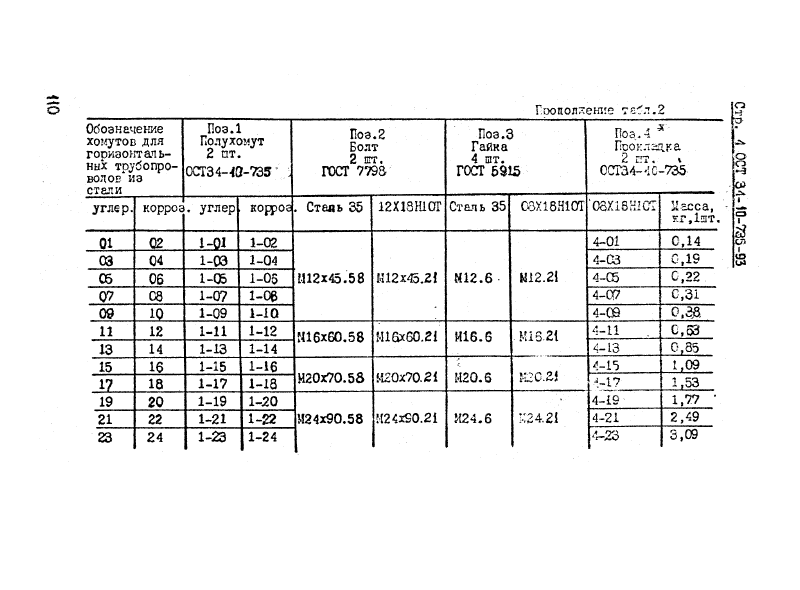 110
Продолжение табл.2
Стр. 4 ОСТ 34-10-735-93
Обозначение хомутов для горизонталь- ных трубопро- волов из стали
Поз.1 Полухомут 2 шт. ОСТ34-10-735
Поз.2 Болт 2 шт. ГОСТ 7798
Поз.3 Гайка 4 шт. ГОСТ 5915
Поз.4 х Прокладка 2 шт. ОСТ34-10-735
углер. корроз. углер. корроз. Сталь 35 12Х18Н10Т Сталь 35 08Х18Н10Т 08Х18Н10Т Масса, кг,1шт.
01 02 1-01 1-02 4-01 0,14
03 04 1-03 1-04 4-03 0,19
05 06 1-05 1-06 М12х45.58 М12х45.21 М12.6 М12.21 4-05 0,22
07 08 1-07 1-08 4-07 0,31
09 10 1-09 1-10 4-09 0,38
11 12 1-11 1-12 М16х60.58 М16х60.21 М16.6 М16.21 4-11 0,63
13 14 1-13 1-14 4-13 0,85
15 16 1-15 1-16 М20х70.58 М20х70.21 М20.6 М20.21 4-15 1,09
17 18 1-17 1-18 4-17 1,53
19 20 1-19 1-20 4-19 1,77
21 22 1-21 1-22 М24х90.58 М24х90.21 М24.6 М24.21 4-21 2,49
23 24 1-23 1-24 4-23 3,09